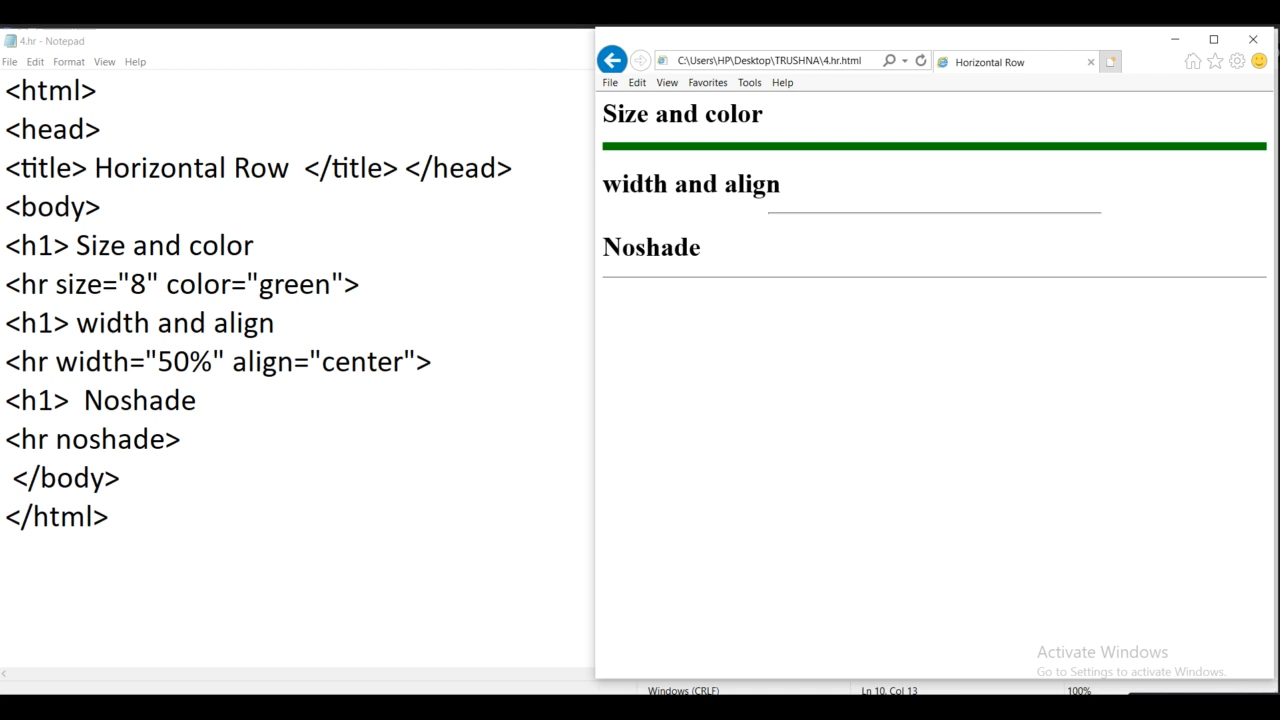 4.hr - Notepad
File Edit Format View Help
<html>
<head>
<title> Horizontal Row  </title> </head>
<body>
<h1> Size and color
<hr size="8" color="green">
<h1> width and align
<hr width="50%" align="center">
<h1>  Noshade
<hr noshade>
 </body>
</html>
C:\Users\HP\Desktop\TRUSHNA\4.hr.html
Horizontal Row
File Edit View Favorites Tools Help
Size and color
width and align
Noshade
Activate Windows
Go to Settings to activate Windows.
Windows (CRLF) Ln 10, Col 13 100%